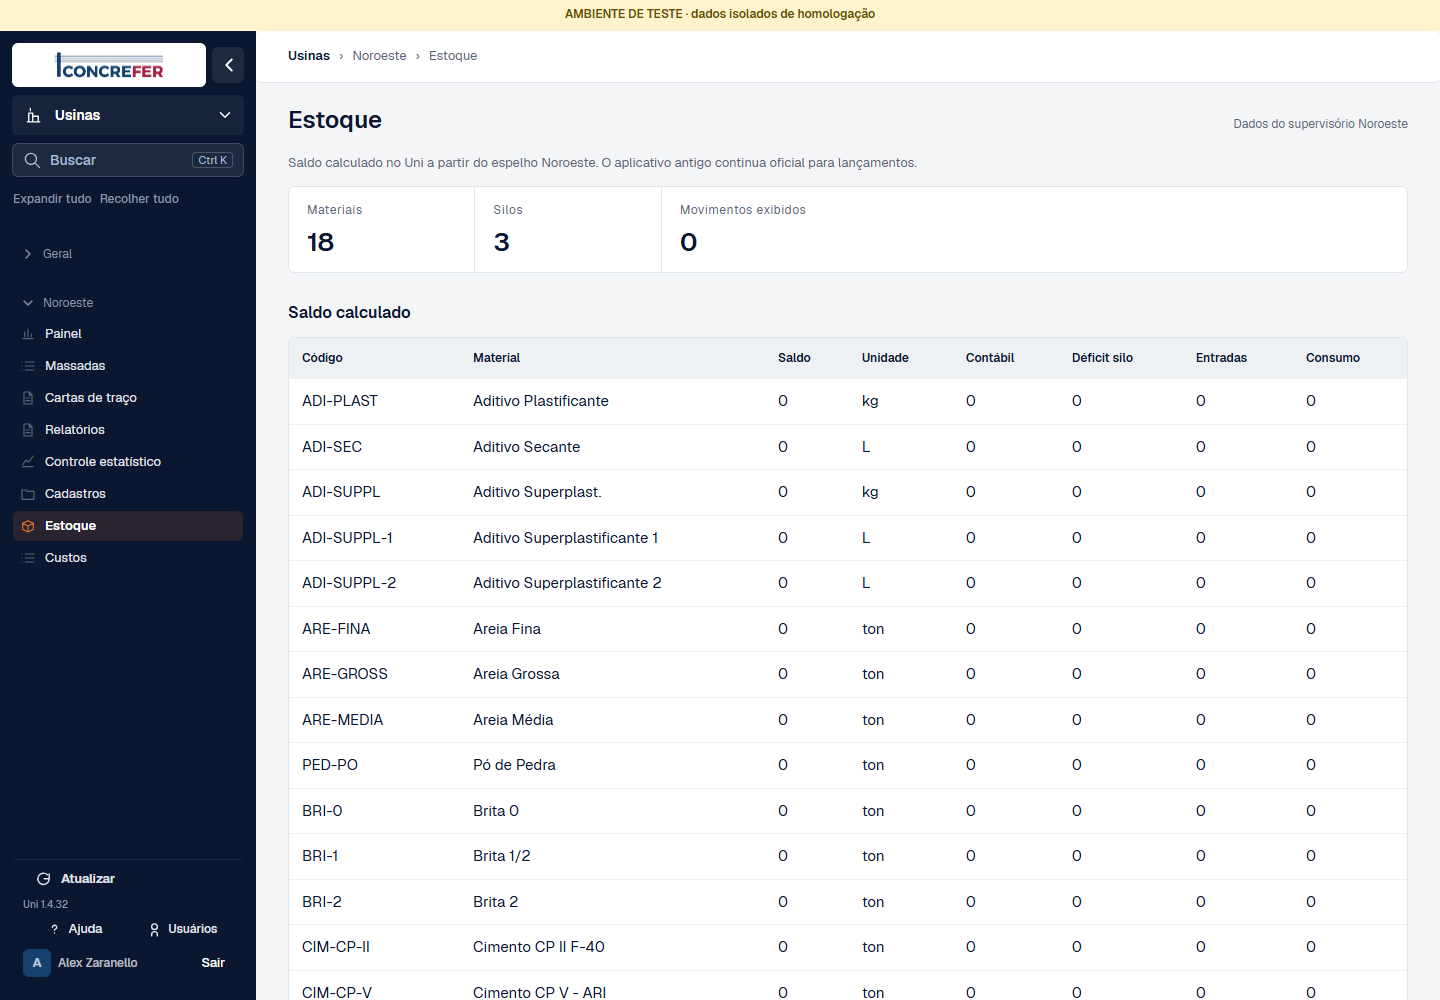 AMBIENTE DE TESTE · dados isolados de homologação
CONCREFER
Usinas
Buscar Ctrl K
Expandir tudo Recolher tudo
Geral
Noroeste
Painel
Massadas
Cartas de traço
Relatórios
Controle estatístico
Cadastros
Estoque
Custos
Atualizar
Uni 1.4.32
? Ajuda Usuários
A Alex Zaranello Sair
Usinas › Noroeste › Estoque
Estoque
Dados do supervisório Noroeste
Saldo calculado no Uni a partir do espelho Noroeste. O aplicativo antigo continua oficial para lançamentos.
Materiais Silos Movimentos exibidos
18 3 0
Saldo calculado
Código Material Saldo Unidade Contábil Déficit silo Entradas Consumo
ADI-PLAST Aditivo Plastificante 0 kg 0 0 0 0
ADI-SEC Aditivo Secante 0 L 0 0 0 0
ADI-SUPPL Aditivo Superplast. 0 kg 0 0 0 0
ADI-SUPPL-1 Aditivo Superplastificante 1 0 L 0 0 0 0
ADI-SUPPL-2 Aditivo Superplastificante 2 0 L 0 0 0 0
ARE-FINA Areia Fina 0 ton 0 0 0 0
ARE-GROSS Areia Grossa 0 ton 0 0 0 0
ARE-MEDIA Areia Média 0 ton 0 0 0 0
PED-PO Pó de Pedra 0 ton 0 0 0 0
BRI-0 Brita 0 0 ton 0 0 0 0
BRI-1 Brita 1/2 0 ton 0 0 0 0
BRI-2 Brita 2 0 ton 0 0 0 0
CIM-CP-II Cimento CP II F-40 0 ton 0 0 0 0
CIM-CP-V Cimento CP V - ARI 0 ton 0 0 0 0